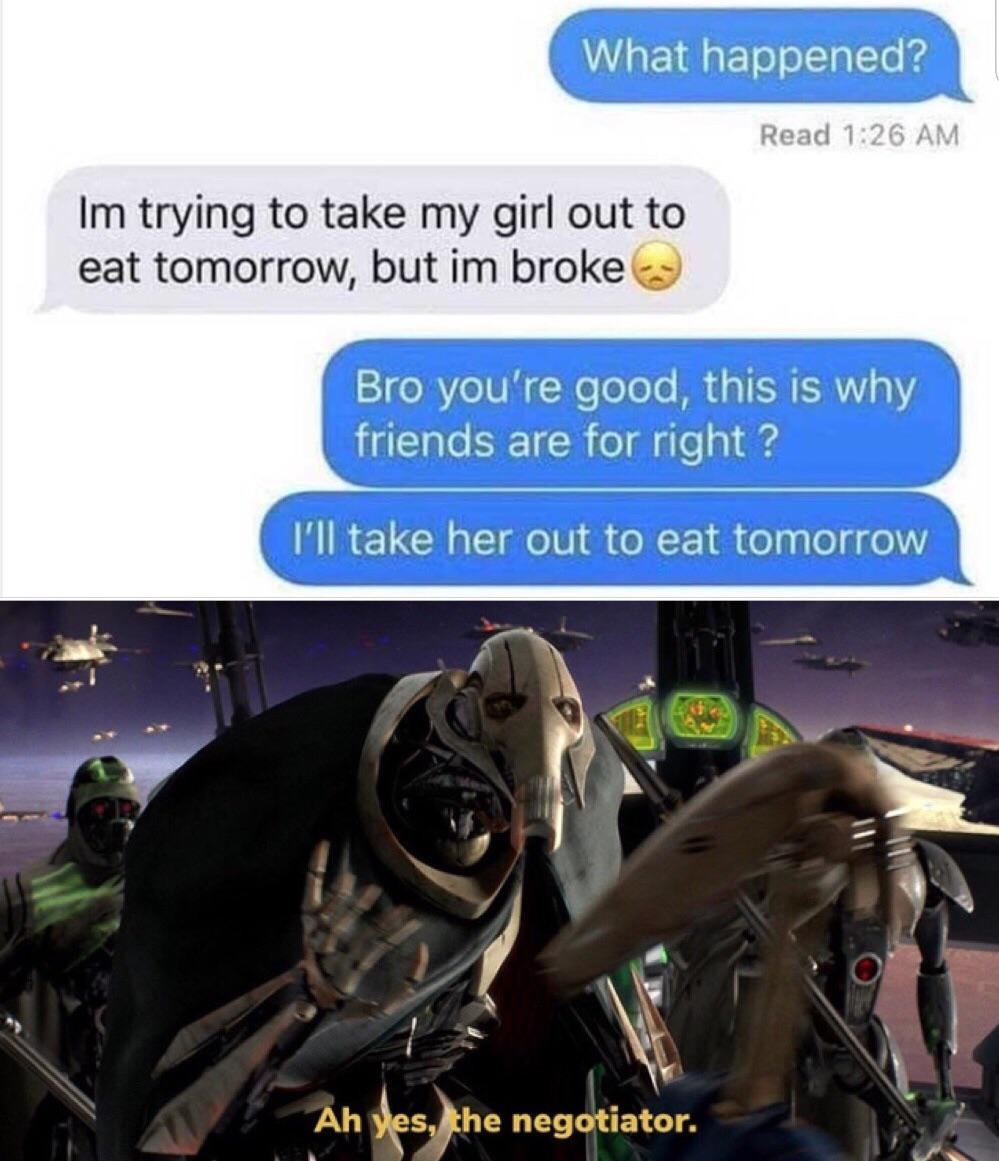 What happened?
Read 1:26 AM
Im trying to take my girl out to
eat tomorrow, but im broke😞
Bro you're good, this is why
friends are for right ?
I'll take her out to eat tomorrow
Ah yes, the negotiator.